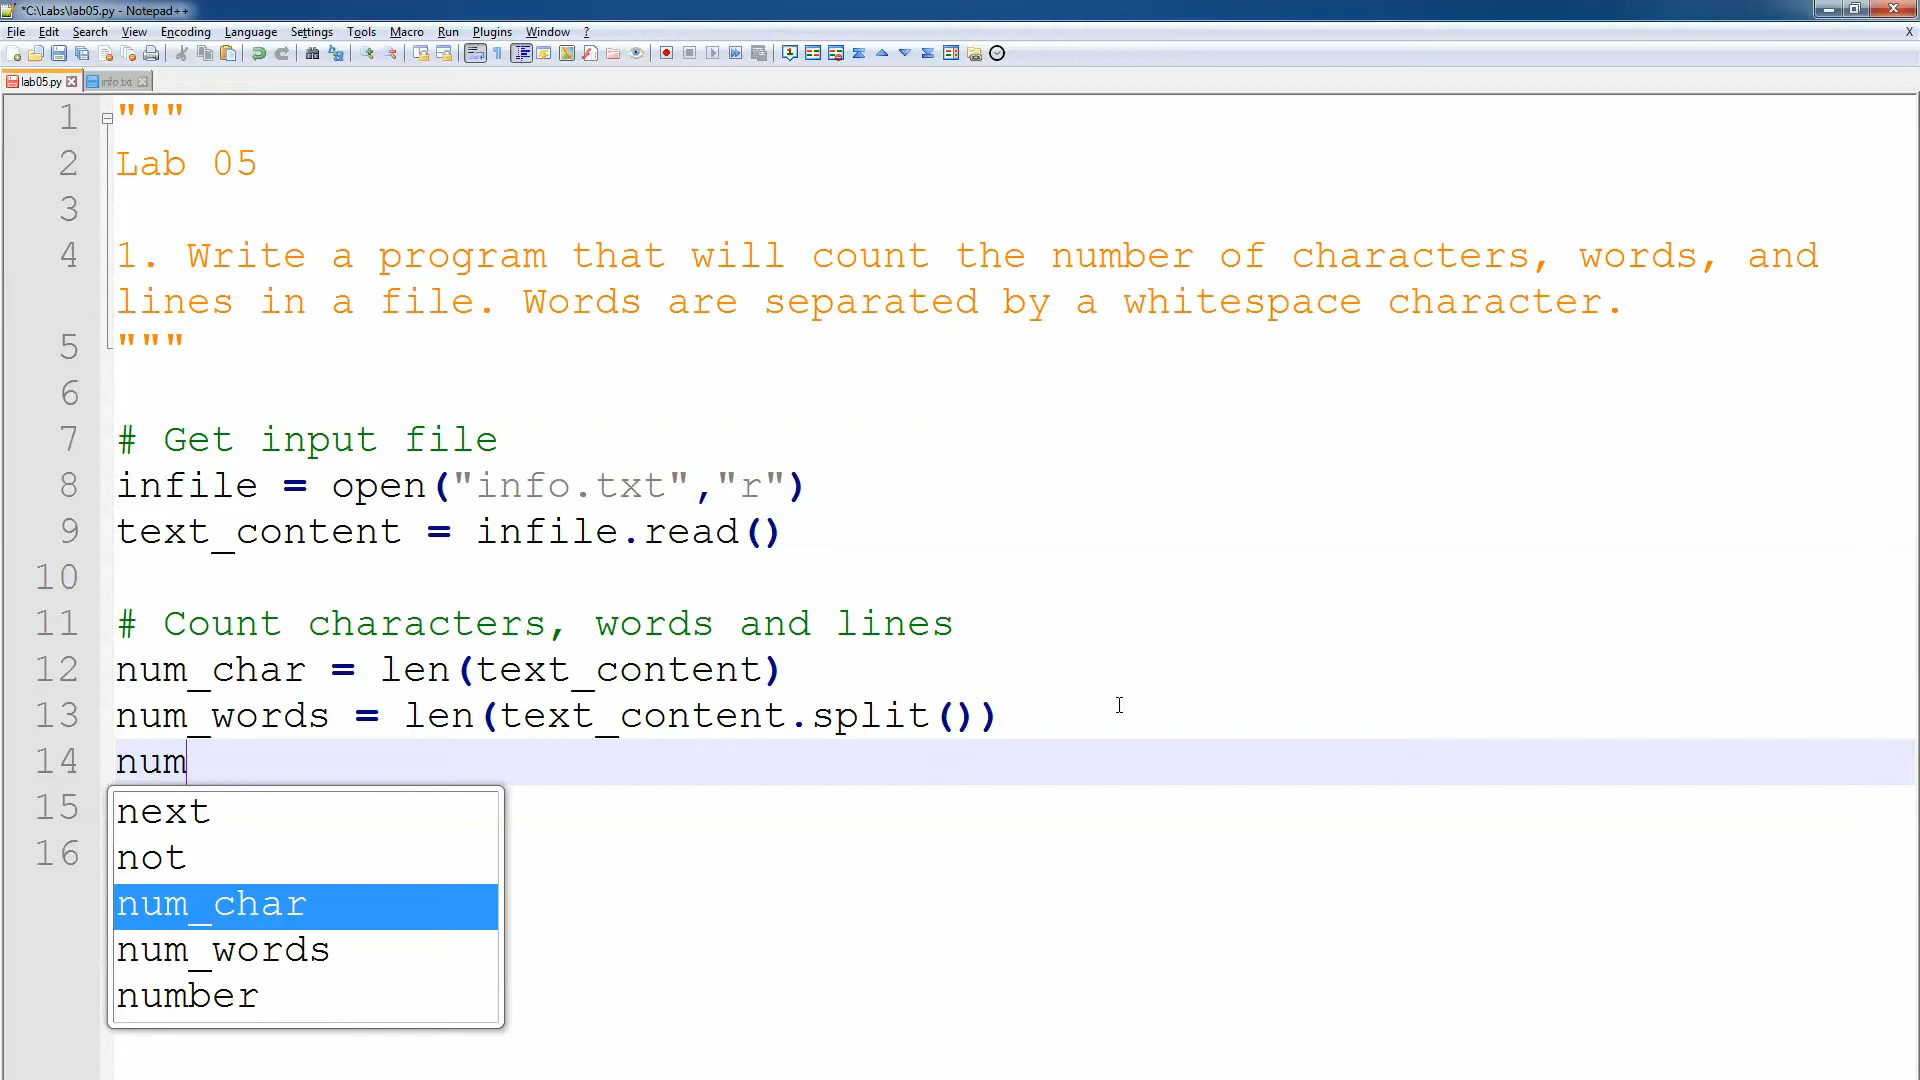 *C:\Labs\lab05.py - Notepad++
File Edit Search View Encoding Language Settings Tools Macro Run Plugins Window ? X
lab05.py info.txt
1 """
2 Lab 05
3
4 1. Write a program that will count the number of characters, words, and
lines in a file. Words are separated by a whitespace character.
5 """
6
7 # Get input file
8 infile = open("info.txt","r")
9 text_content = infile.read()
10
11 # Count characters, words and lines
12 num_char = len(text_content)
13 num_words = len(text_content.split())
14 num
15 next
not
16 num_char
num_words
number